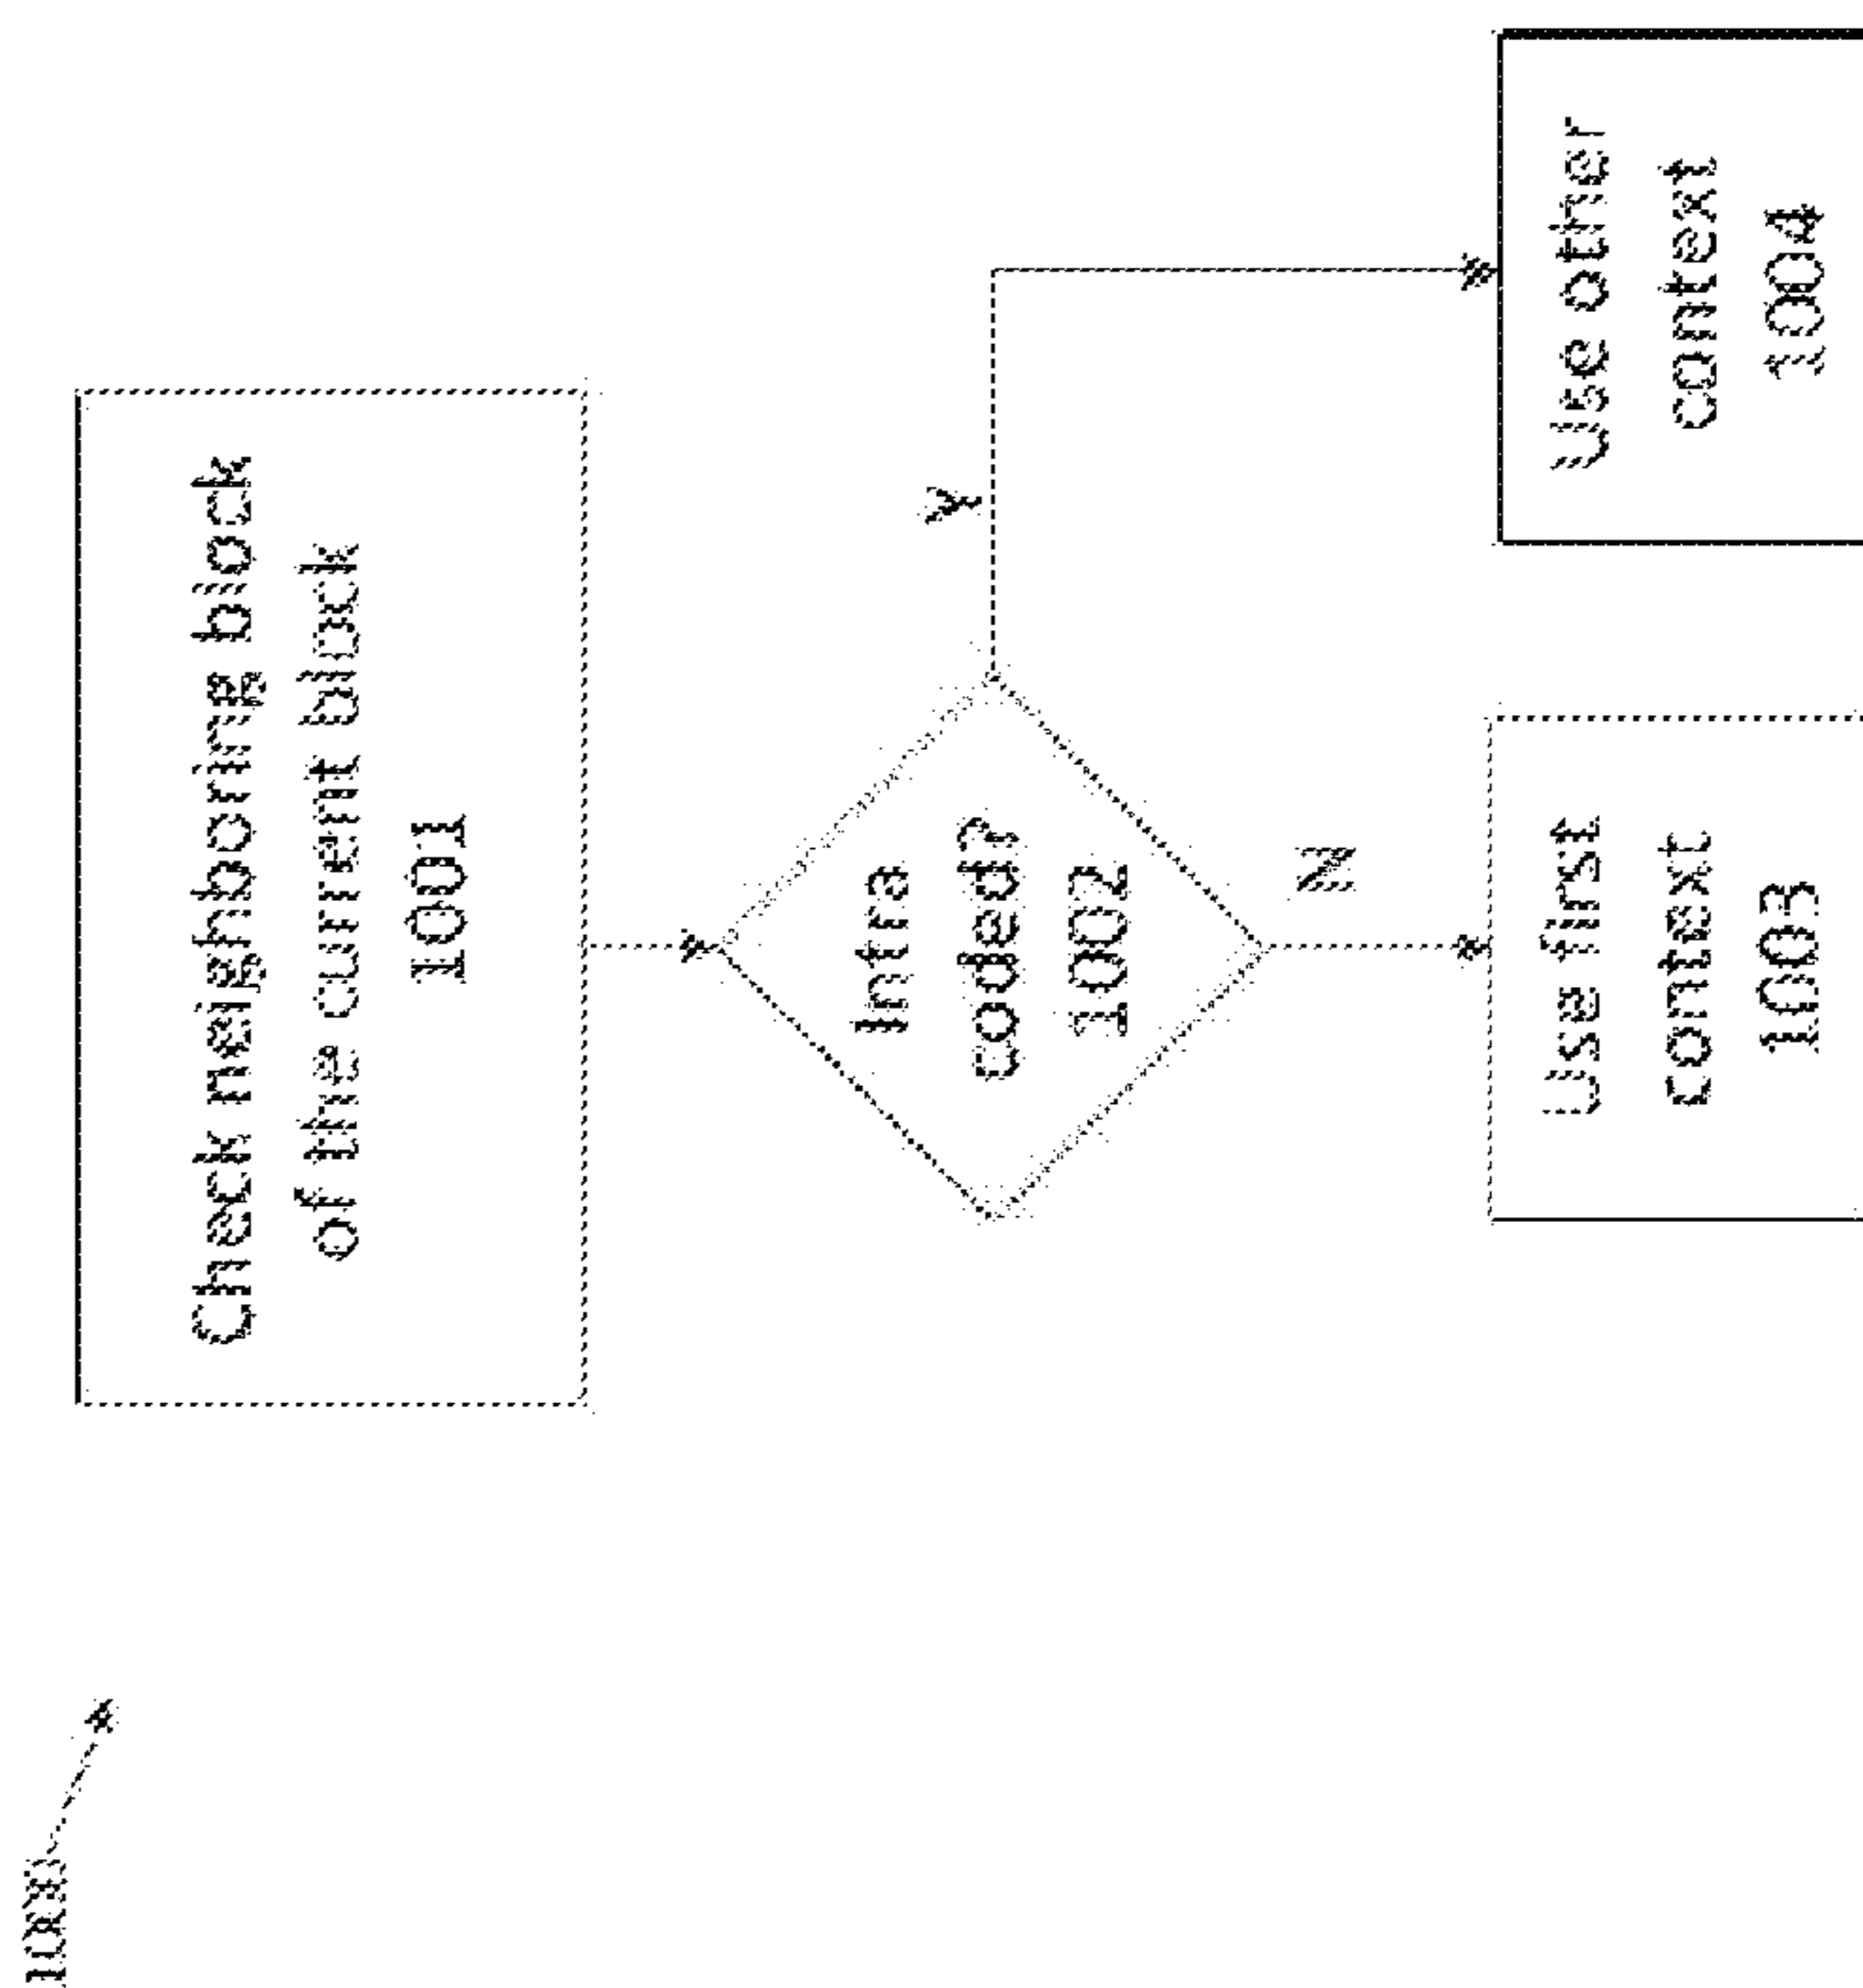 Check neighboring block
of the current block
1001
Intra
coded?
1002
Y
N
Use first
context
1003
Use other
context
1004